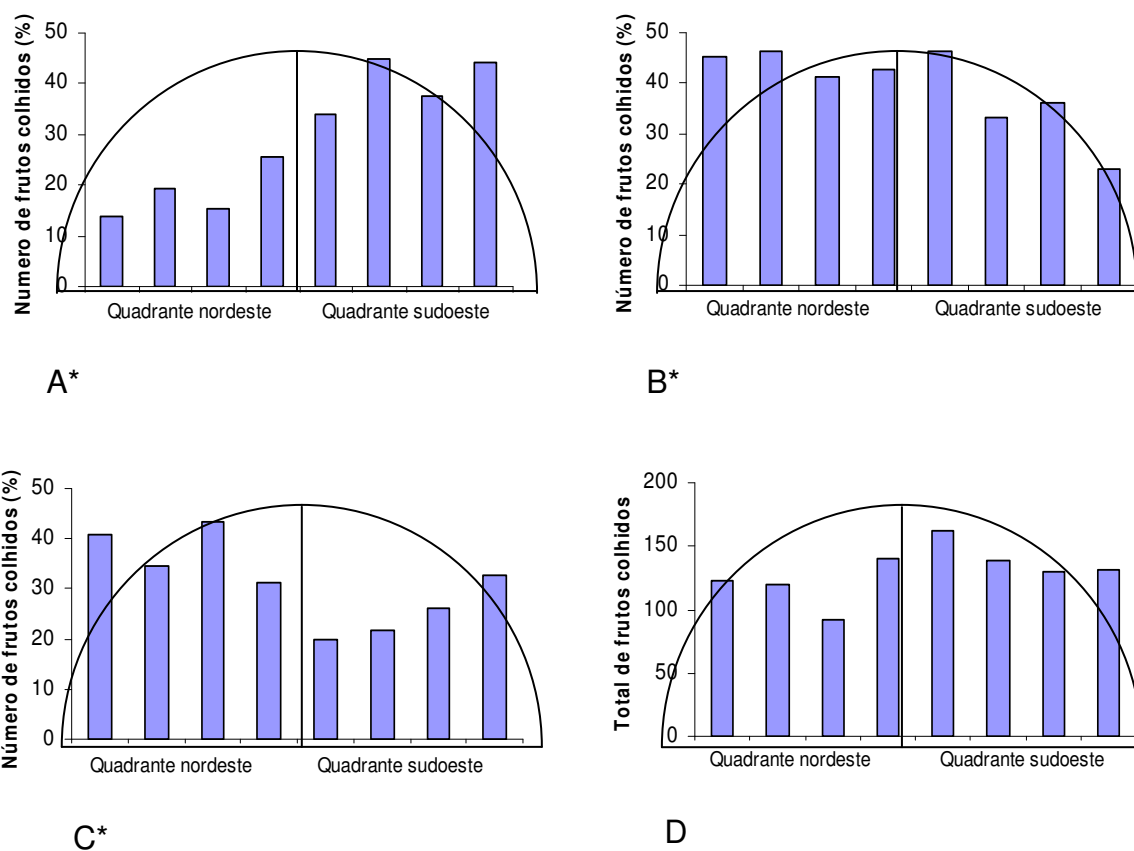 Numero de frutos colhidos (%)
50
40
30
20
10
0
Quadrante nordeste
Quadrante sudoeste
A*
Número de frutos colhidos (%)
50
40
30
20
10
0
Quadrante nordeste
Quadrante sudoeste
B*
Número de frutos colhidos (%)
50
40
30
20
10
0
Quadrante nordeste
Quadrante sudoeste
C*
Total de frutos colhidos
200
150
100
50
0
Quadrante nordeste
Quadrante sudoeste
D